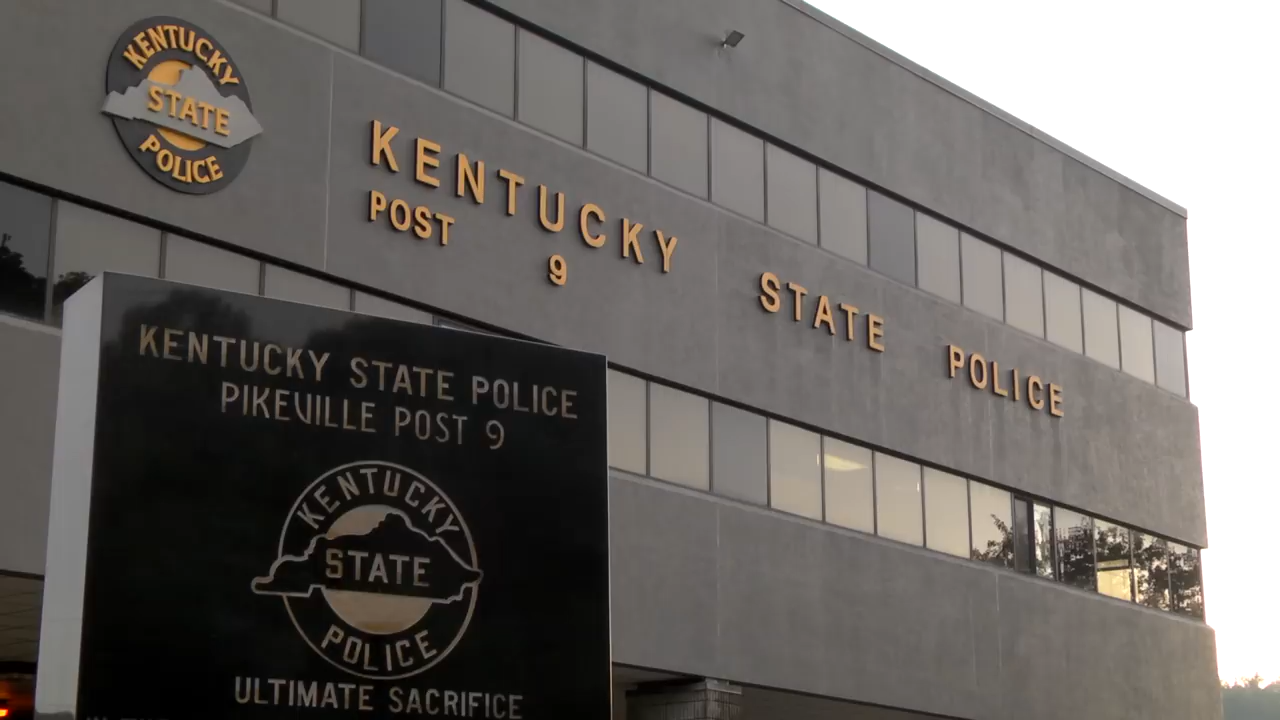 KENTUCKY
STATE
POLICE
KENTUCKY STATE POLICE
POST 9
KENTUCKY STATE POLICE
PIKEVILLE POST 9
KENTUCKY
STATE
POLICE
ULTIMATE SACRIFICE